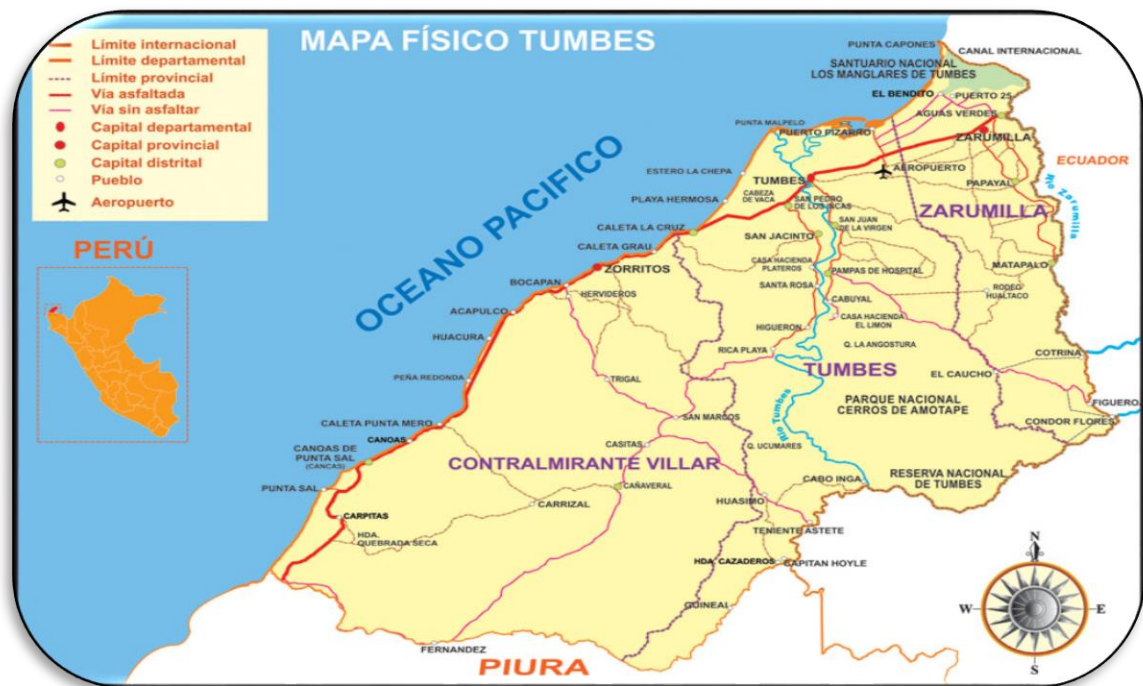 MAPA FÍSICO TUMBES
Límite internacional
Límite departamental
Límite provincial
Vía asfaltada
Vía sin asfaltar
Capital departamental
Capital provincial
Capital distrital
Pueblo
Aeropuerto
PERÚ
OCEANO PACIFICO
PUNTA CAPONES
CANAL INTERNACIONAL
SANTUARIO NACIONAL
LOS MANGLARES DE TUMBES
EL BENDITO
PUERTO 25
AGUAS VERDES
PUNTA MALPELO
PUERTO PIZARRO
ZARUMILLA
ECUADOR
ESTERO LA CHEPA
AEROPUERTO
TUMBES
PAPAYAL
Río Zarumilla
PLAYA HERMOSA
CABEZA
DE VACA
SAN PEDRO
DE LOS INCAS
ZARUMILLA
CALETA LA CRUZ
SAN JUAN
DE LA VIRGEN
SAN JACINTO
CALETA GRAU
CASA HACIENDA
PLATEROS
MATAPALO
ZORRITOS
PAMPAS DE HOSPITAL
BOCAPAN
HERVIDEROS
SANTA ROSA
RODEO
HUALTACO
ACAPULCO
CABUYAL
CASA HACIENDA
EL LIMON
HUACURA
HIGUERON
Q. LA ANGOSTURA
RICA PLAYA
COTRINA
TUMBES
PEÑA REDONDA
TRIGAL
EL CAUCHO
PARQUE NACIONAL
CERROS DE AMOTAPE
FIGUEROA
CALETA PUNTA MERO
SAN MARCOS
Río Tumbes
CONDOR FLORES
CANOAS
CASITAS
Q. UCUMARES
CANOAS DE
PUNTA SAL
(CANCAS)
CONTRALMIRANTE VILLAR
RESERVA NACIONAL
DE TUMBES
CABO INGA
PUNTA SAL
CAÑAVERAL
HUASIMO
CARRIZAL
CARPITAS
TENIENTE ASTETE
HDA.
QUEBRADA SECA
HDA. CAZADEROS
CAPITAN HOYLE
GUINEAL
FERNANDEZ
PIURA
N
W
E
S